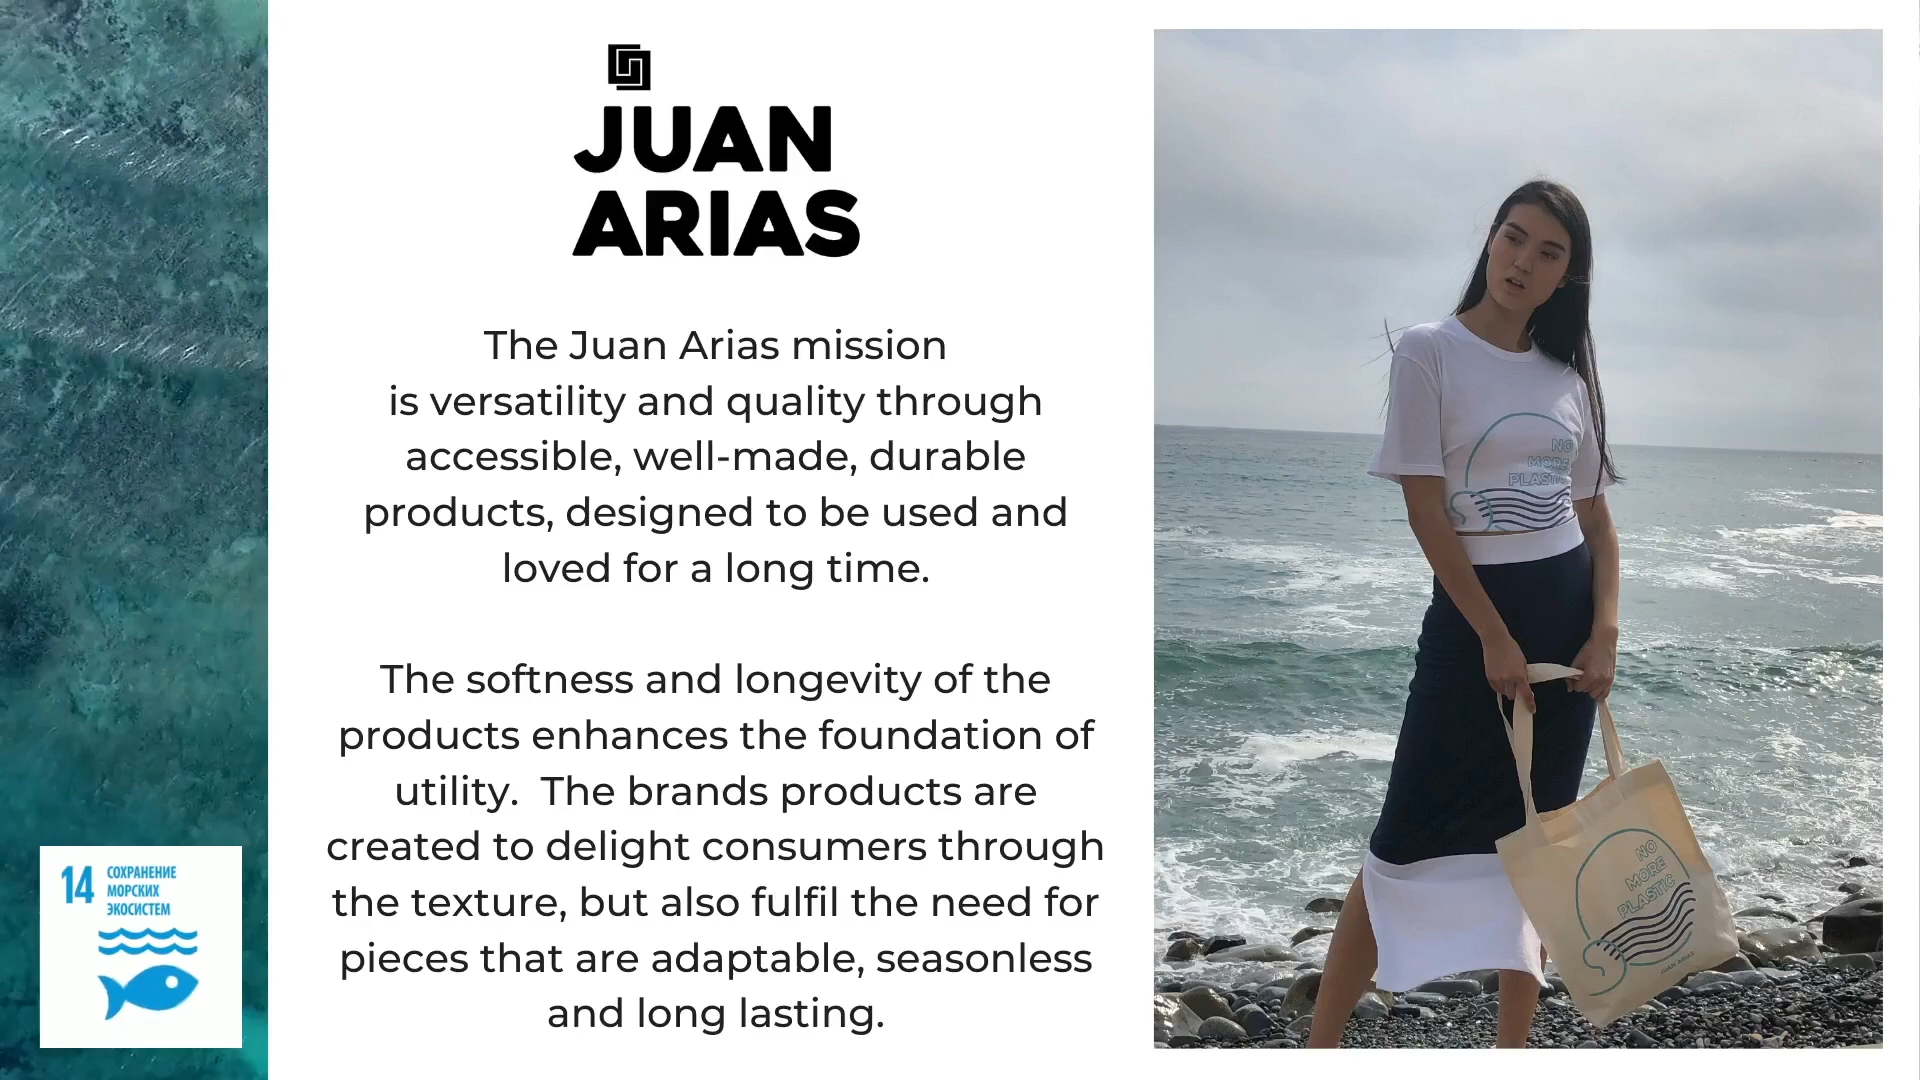 JUAN
ARIAS
The Juan Arias mission
is versatility and quality through
accessible, well-made, durable
products, designed to be used and
loved for a long time.
The softness and longevity of the
products enhances the foundation of
utility.  The brands products are
created to delight consumers through
the texture, but also fulfil the need for
pieces that are adaptable, seasonless
and long lasting.
14 СОХРАНЕНИЕ
МОРСКИХ
ЭКОСИСТЕМ
NO
MORE
PLASTIC
NO
MORE
PLASTIC
JUAN ARIAS